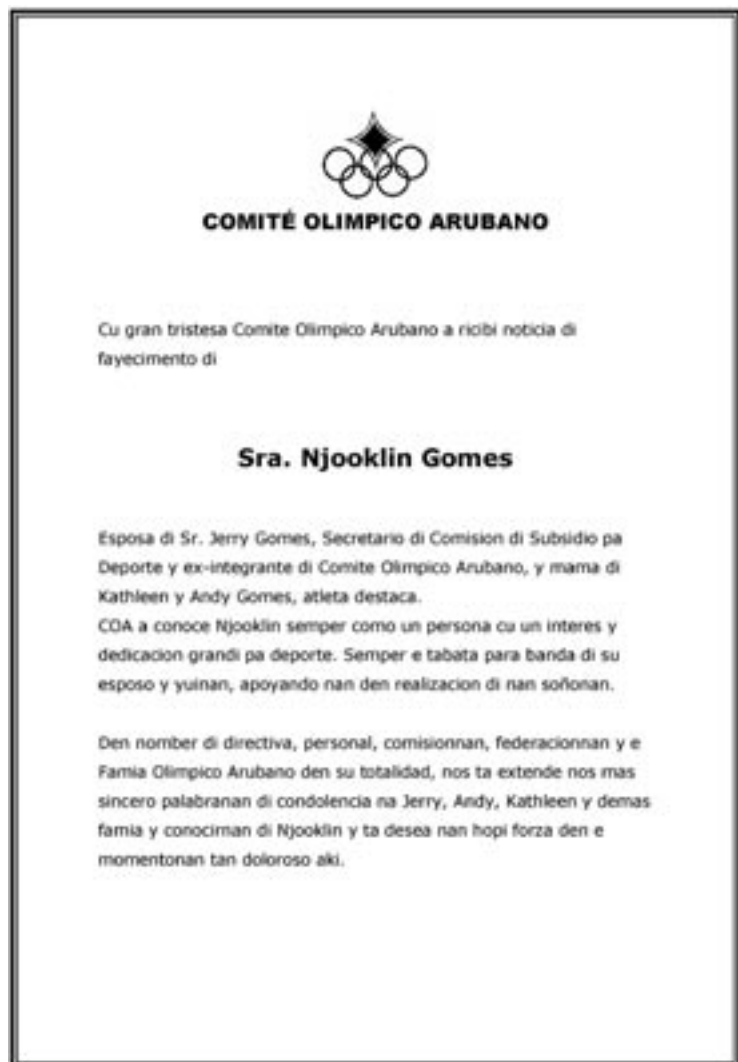 COMITÉ OLIMPICO ARUBANO
Cu gran tristesa Comite Olimpico Arubano a ricibi noticia di
fayecimento di
Sra. Njooklin Gomes
Esposa di Sr. Jerry Gomes, Secretario di Comision di Subsidio pa
Deporte y ex-integrante di Comite Olimpico Arubano, y mama di
Kathleen y Andy Gomes, atleta destaca.
COA a conoce Njooklin semper como un persona cu un interes y
dedicacion grandi pa deporte. Semper e tabata para banda di su
esposo y yuinan, apoyando nan den realizacion di nan soñonan.
Den nomber di directiva, personal, comisionnan, federacionnan y e
Famia Olimpico Arubano den su totalidad, nos ta extende nos mas
sincero palabranan di condolencia na Jerry, Andy, Kathleen y demas
famia y conocirnan di Njooklin y ta desea nan hopi forza den e
momentonan tan doloroso aki.